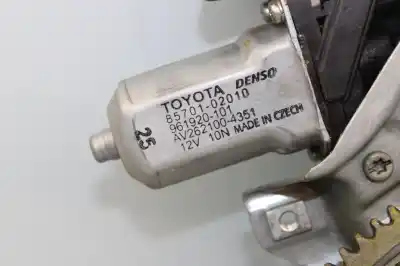 TOYOTA DENSO
85701-02010
961920-101
AV262100-4351
12V 10N MADE IN CZECH
25